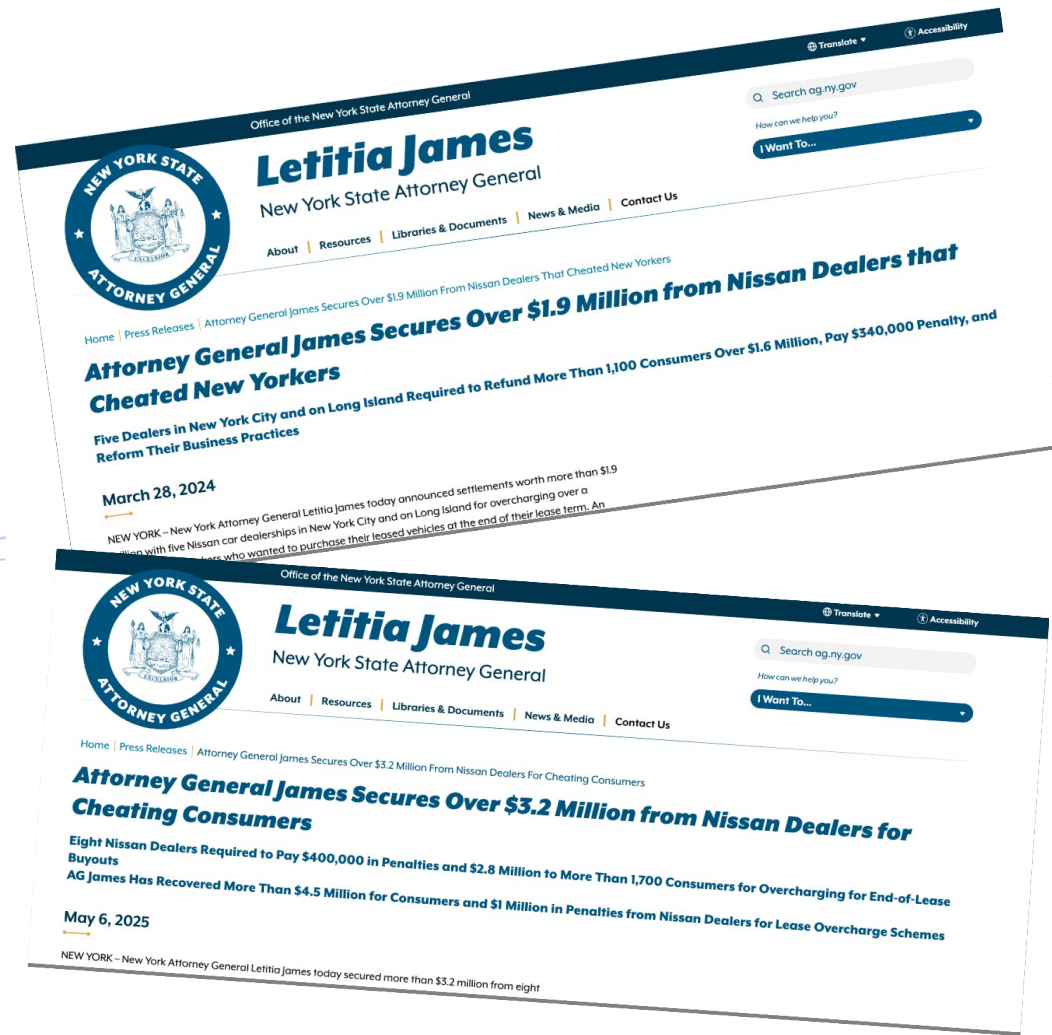 Translate
Accessibility
Office of the New York State Attorney General
Search ag.ny.gov
How can we help you?
I Want To...
NEW YORK STATE
ATTORNEY GENERAL
EXCELSIOR
Letitia James
New York State Attorney General
About | Resources | Libraries & Documents | News & Media | Contact Us
Home | Press Releases | Attorney General James Secures Over $1.9 Million From Nissan Dealers That Cheated New Yorkers
Attorney General James Secures Over $1.9 Million from Nissan Dealers that
Cheated New Yorkers
Five Dealers in New York City and on Long Island Required to Refund More Than 1,100 Consumers Over $1.6 Million, Pay $340,000 Penalty, and
Reform Their Business Practices
March 28, 2024
NEW YORK – New York Attorney General Letitia James today announced settlements worth more than $1.9
with five Nissan car dealerships in New York City and on Long Island for overcharging over a
who wanted to purchase their leased vehicles at the end of their lease term. An
Office of the New York State Attorney General
Translate
Accessibility
NEW YORK STATE
ATTORNEY GENERAL
EXCELSIOR
Letitia James
New York State Attorney General
Search ag.ny.gov
How can we help you?
I Want To...
About | Resources | Libraries & Documents | News & Media | Contact Us
Home | Press Releases | Attorney General James Secures Over $3.2 Million From Nissan Dealers For Cheating Consumers
Attorney General James Secures Over $3.2 Million from Nissan Dealers for
Cheating Consumers
Eight Nissan Dealers Required to Pay $400,000 in Penalties and $2.8 Million to More Than 1,700 Consumers for Overcharging for End-of-Lease
Buyouts
AG James Has Recovered More Than $4.5 Million for Consumers and $1 Million in Penalties from Nissan Dealers for Lease Overcharge Schemes
May 6, 2025
NEW YORK – New York Attorney General Letitia James today secured more than $3.2 million from eight